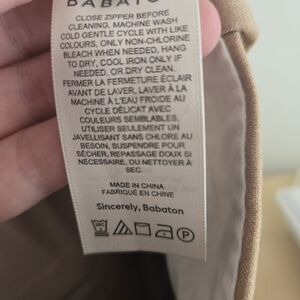 BABATON
CLOSE ZIPPER BEFORE
CLEANING, MACHINE WASH
COLD GENTLE CYCLE WITH LIKE
COLOURS, ONLY NON-CHLORINE
BLEACH WHEN NEEDED, HANG
TO DRY, COOL IRON ONLY IF
NEEDED, OR DRY CLEAN.
FERMER LA FERMETURE ÉCLAIR
AVANT DE LAVER, LAVER À LA
MACHINE À L'EAU FROIDE AU
CYCLE DÉLICAT AVEC
COULEURS SEMBLABLES,
UTILISER SEULEMENT UN
JAVELLISANT SANS CHLORE AU
BESOIN, SUSPENDRE POUR
SÉCHER, REPASSAGE DOUX SI
NÉCESSAIRE, OU NETTOYER À
SEC.
MADE IN CHINA
FABRIQUÉ EN CHINE
Sincerely, Babaton
P